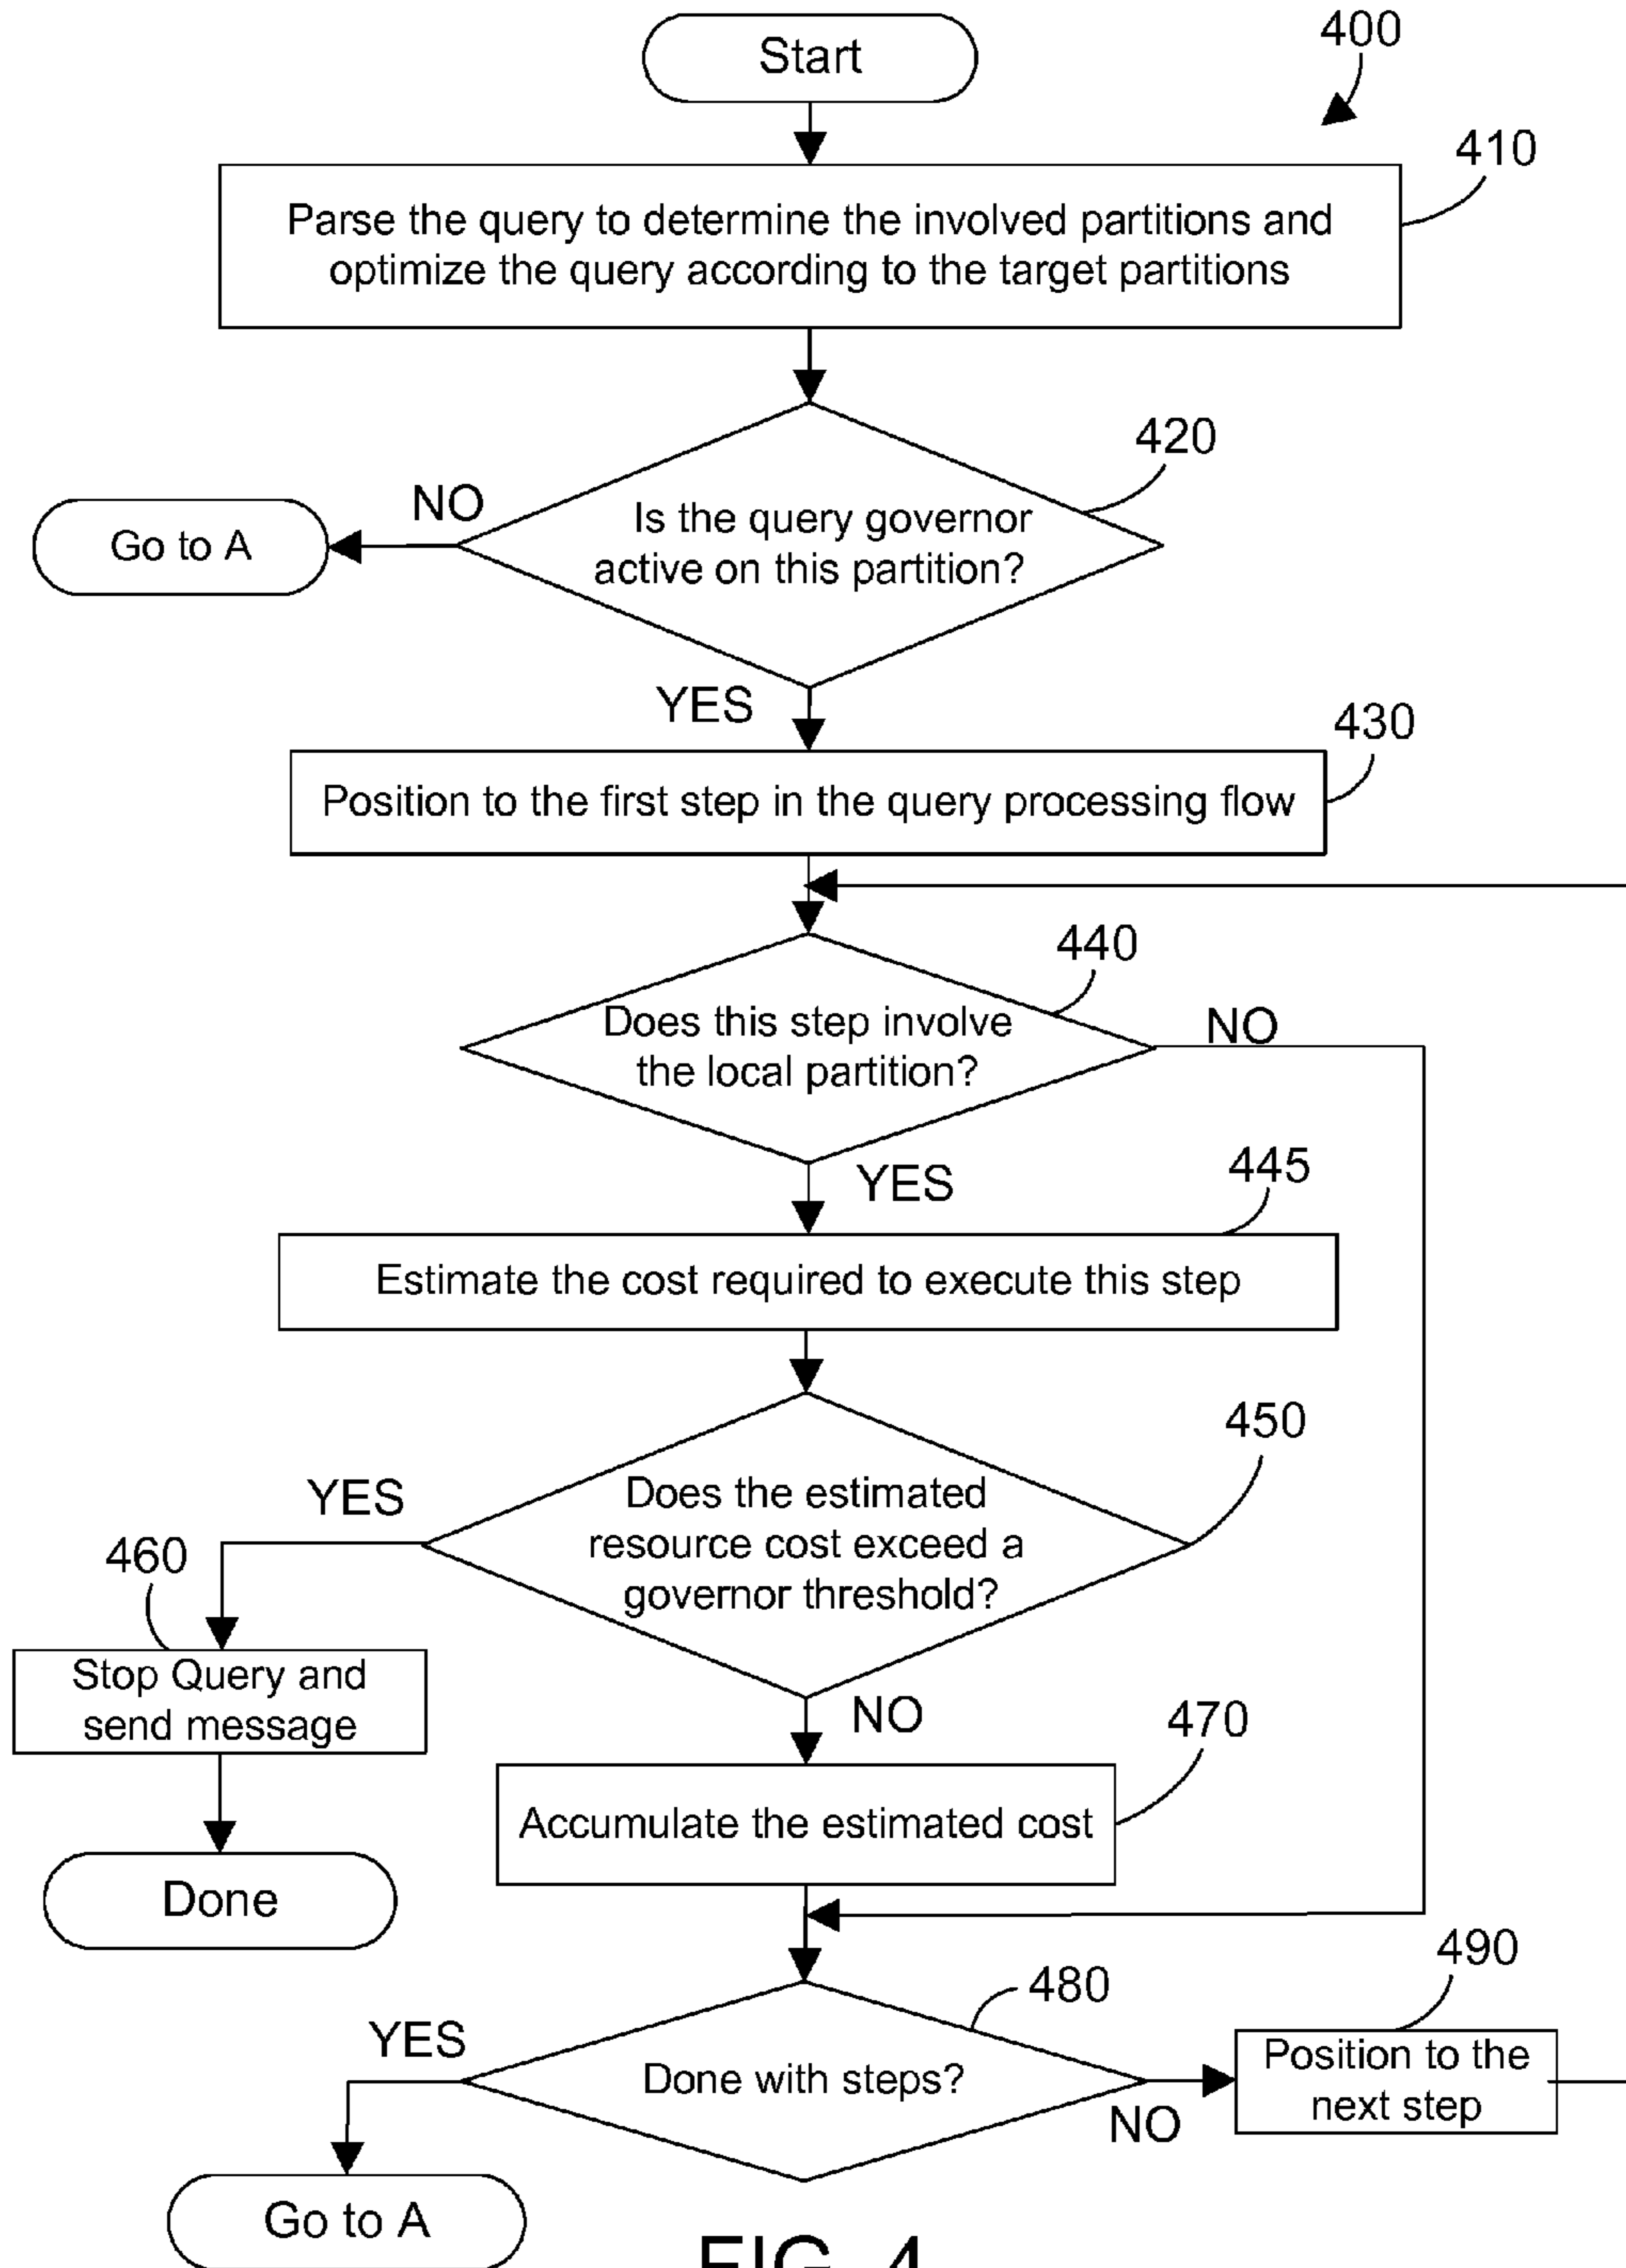 Start
400
410
Parse the query to determine the involved partitions and
optimize the query according to the target partitions
420
NO
Go to A
Is the query governor
active on this partition?
YES
430
Position to the first step in the query processing flow
440
Does this step involve
the local partition?
NO
YES
445
Estimate the cost required to execute this step
450
Does the estimated
resource cost exceed a
governor threshold?
YES
460
Stop Query and
send message
NO
470
Accumulate the estimated cost
Done
480
490
YES
Done with steps?
Position to the
next step
NO
Go to A
FIG. 4